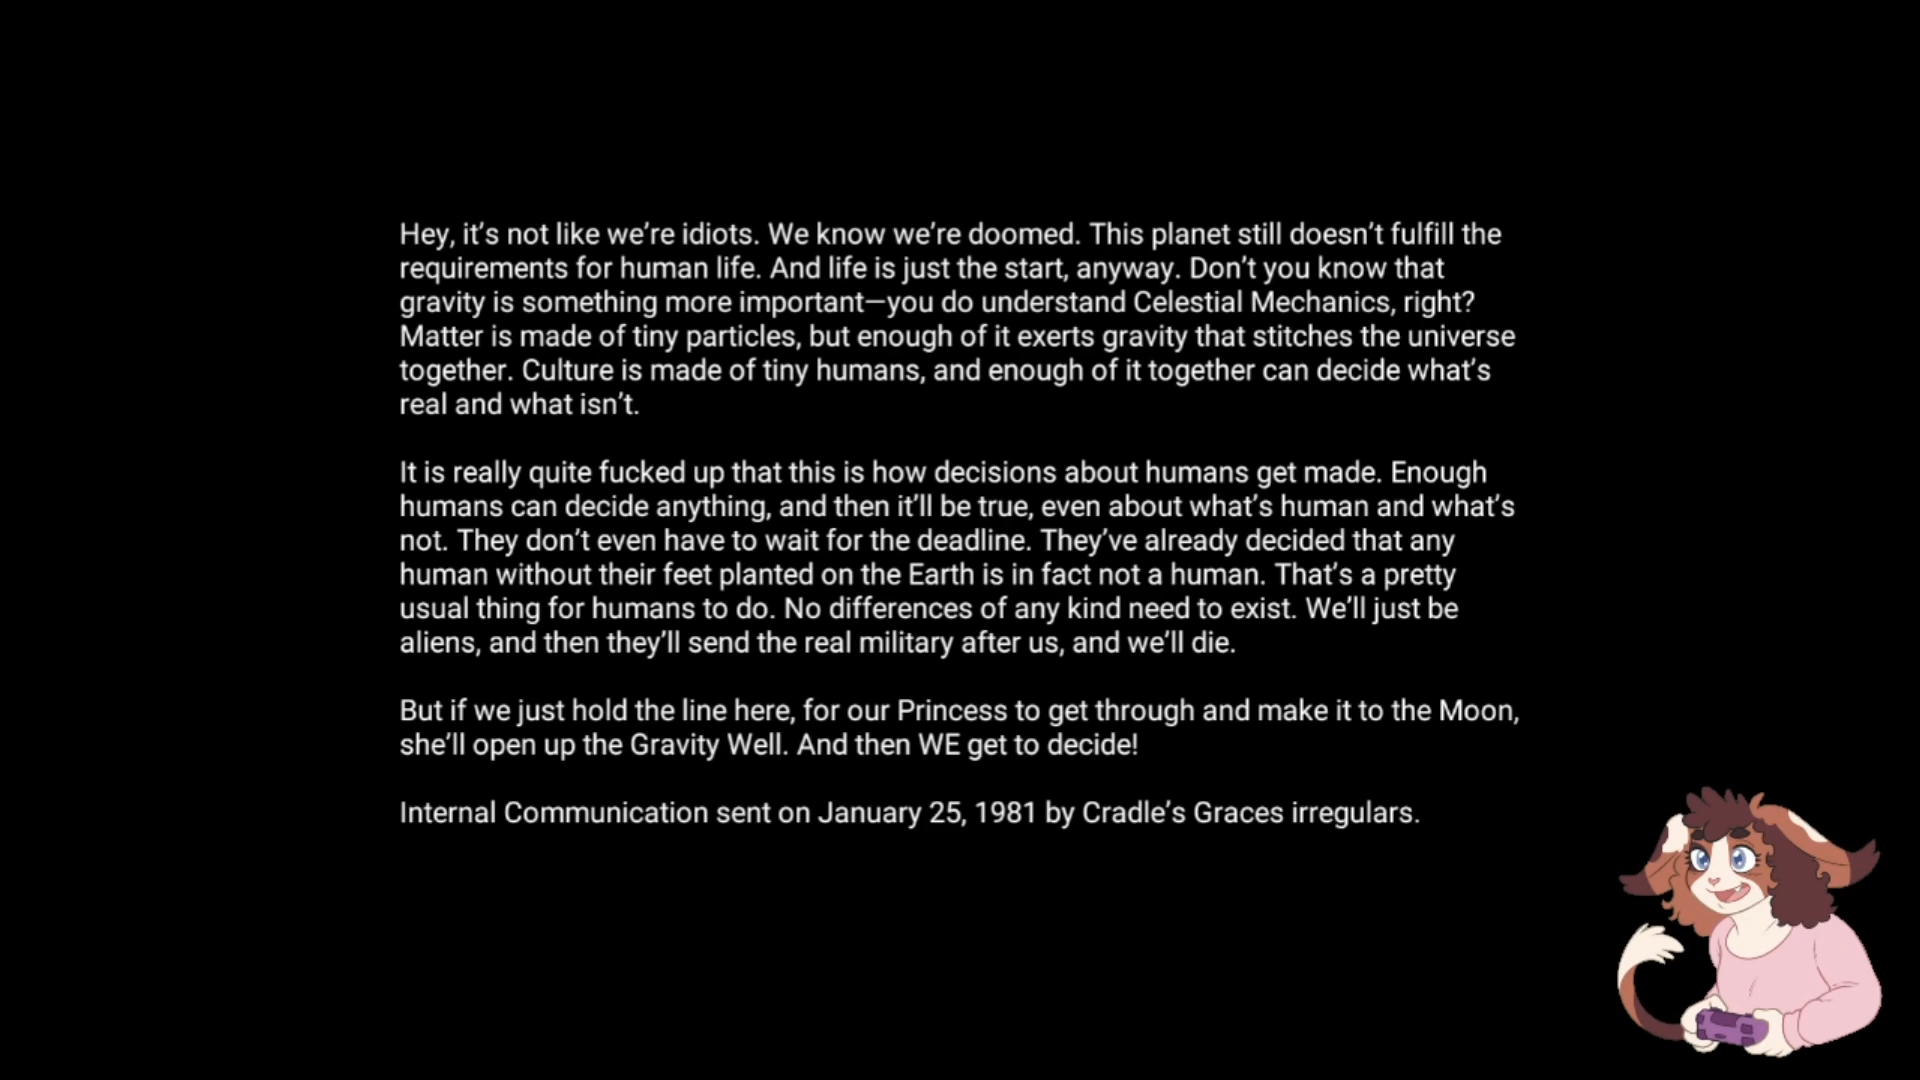 Hey, it’s not like we’re idiots. We know we’re doomed. This planet still doesn’t fulfill the
requirements for human life. And life is just the start, anyway. Don’t you know that
gravity is something more important—you do understand Celestial Mechanics, right?
Matter is made of tiny particles, but enough of it exerts gravity that stitches the universe
together. Culture is made of tiny humans, and enough of it together can decide what’s
real and what isn’t.
It is really quite fucked up that this is how decisions about humans get made. Enough
humans can decide anything, and then it’ll be true, even about what’s human and what’s
not. They don’t even have to wait for the deadline. They’ve already decided that any
human without their feet planted on the Earth is in fact not a human. That’s a pretty
usual thing for humans to do. No differences of any kind need to exist. We’ll just be
aliens, and then they’ll send the real military after us, and we’ll die.
But if we just hold the line here, for our Princess to get through and make it to the Moon,
she’ll open up the Gravity Well. And then WE get to decide!
Internal Communication sent on January 25, 1981 by Cradle’s Graces irregulars.